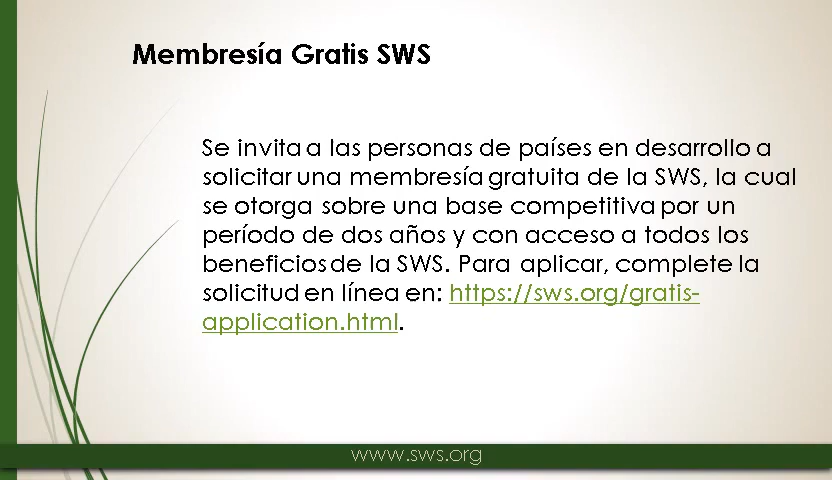 Membresía Gratis SWS
Se invita a las personas de países en desarrollo a
solicitar una membresía gratuita de la SWS, la cual
se otorga sobre una base competitiva por un
período de dos años y con acceso a todos los
beneficios de la SWS. Para aplicar, complete la
solicitud en línea en: https://sws.org/gratis-
application.html.
www.sws.org